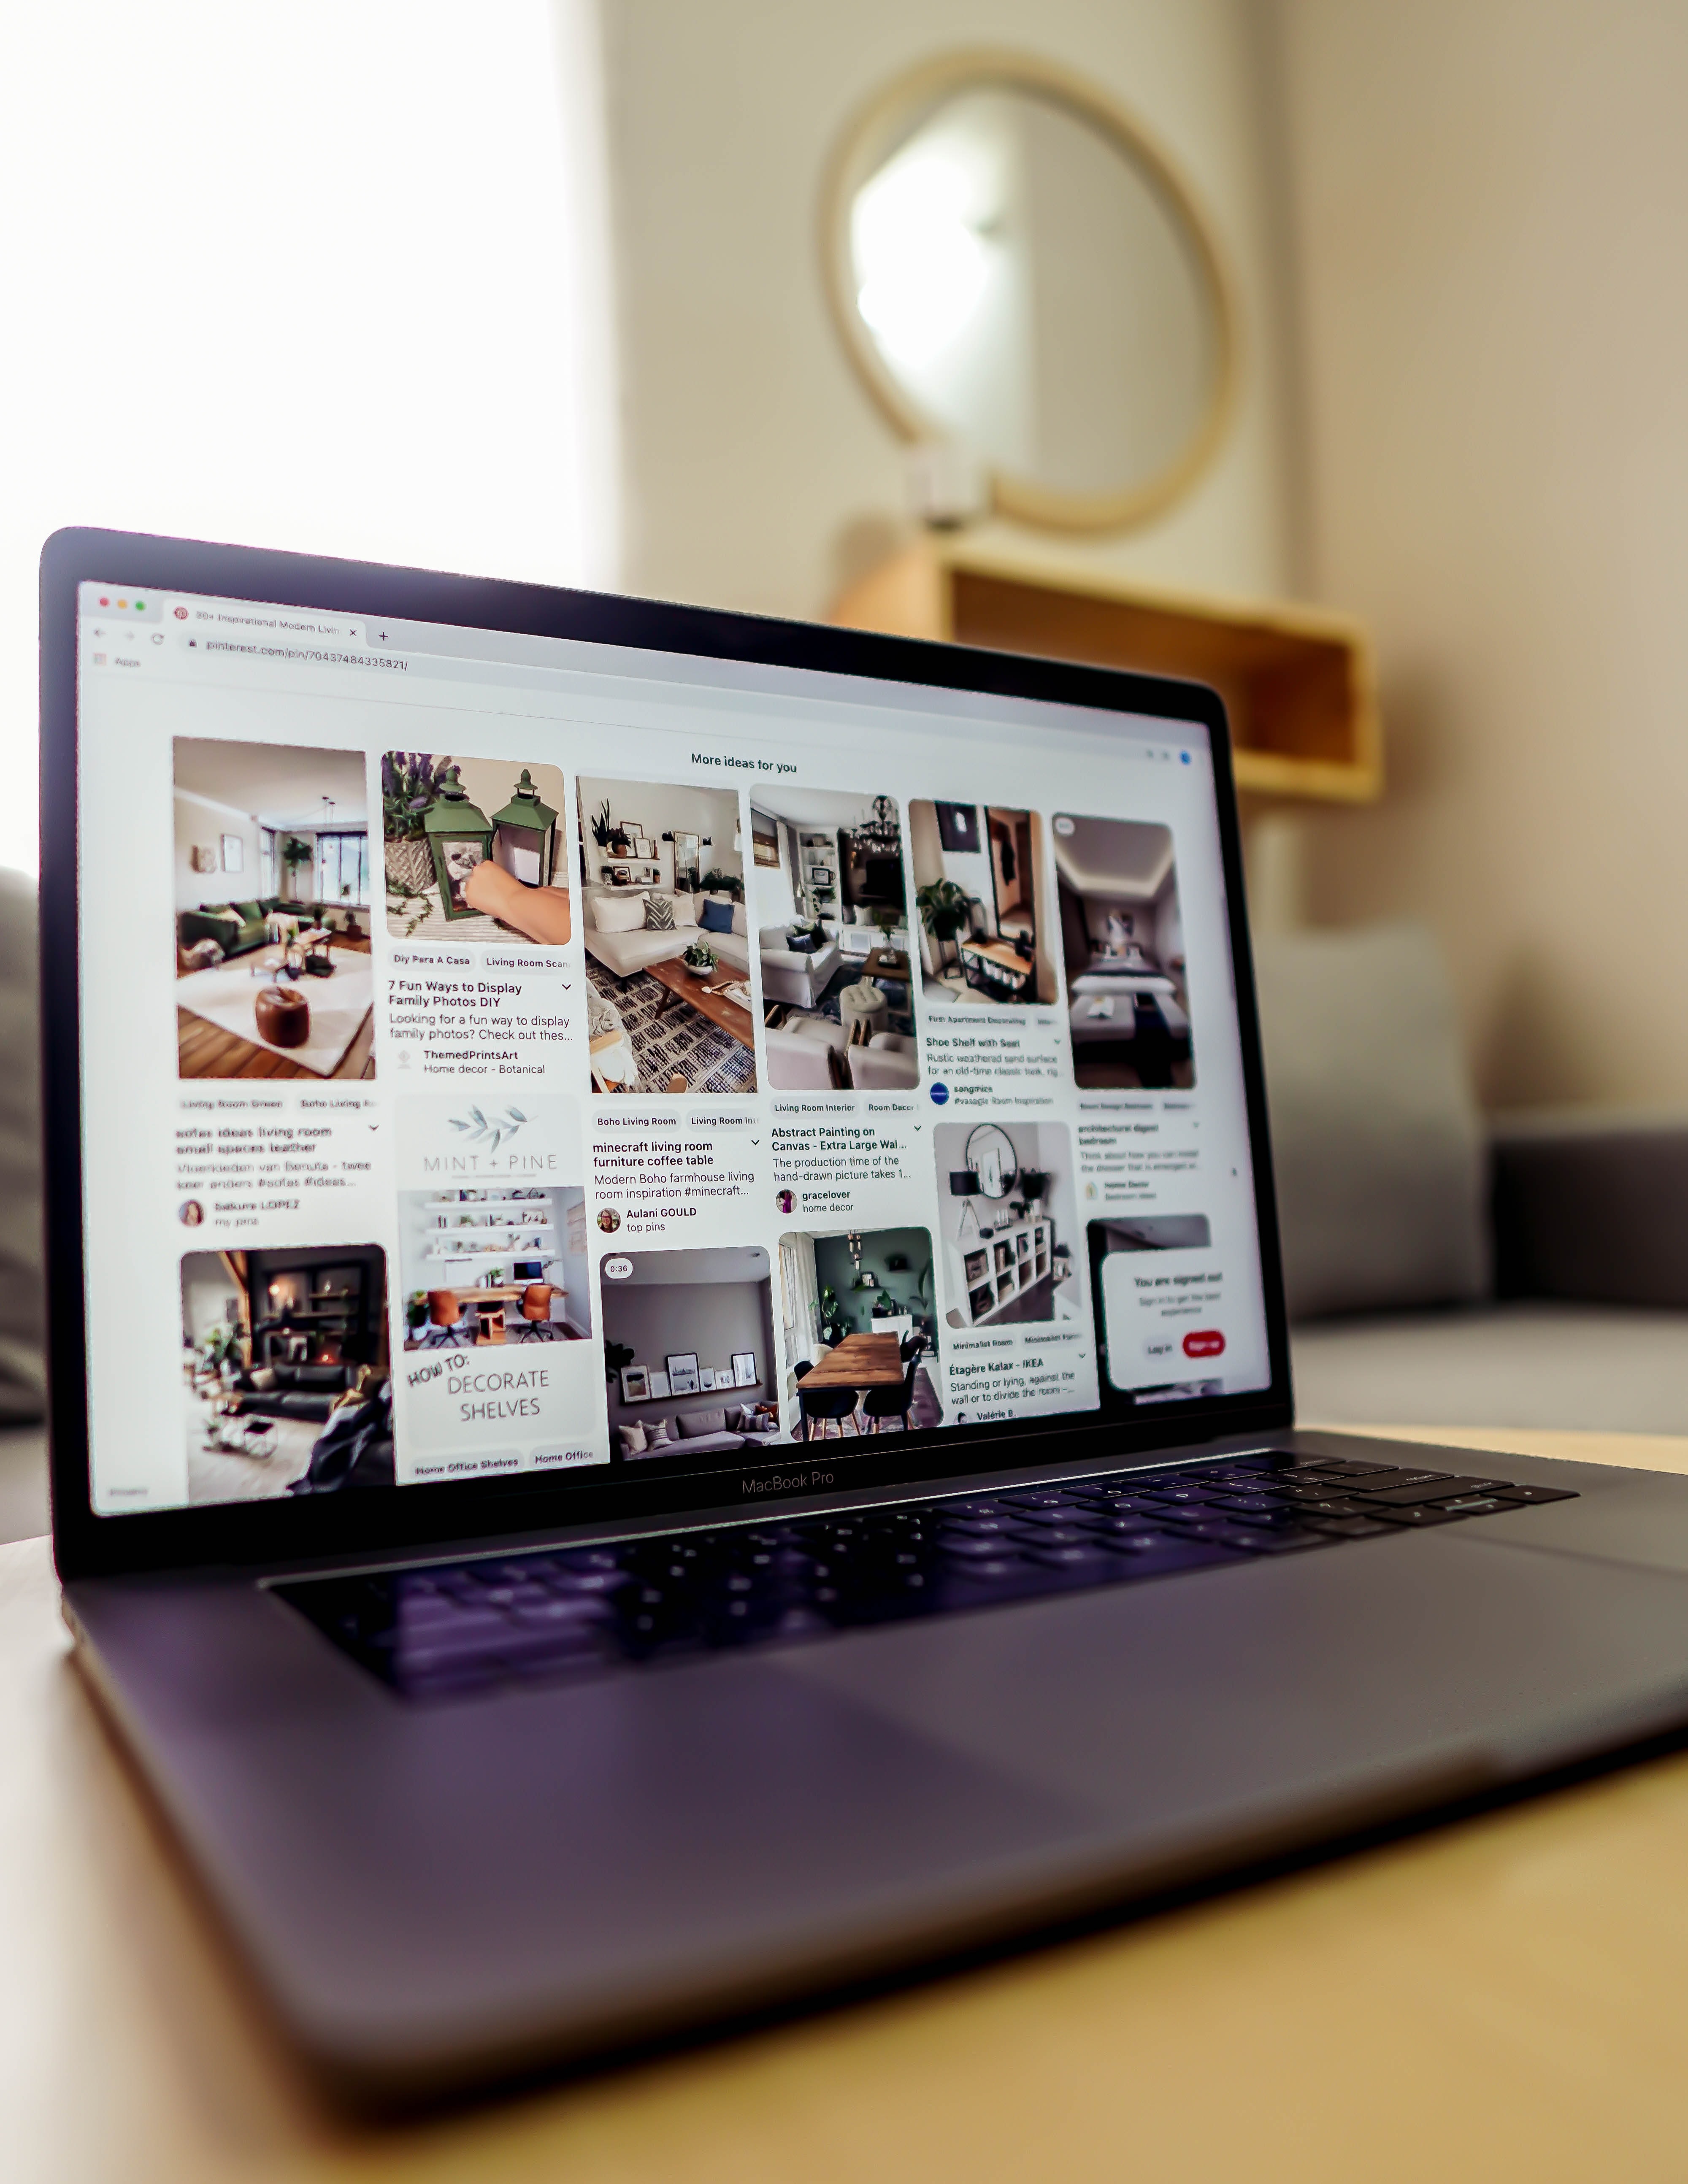 30+ Inspirational Modern Livin
pinterest.com/pin/70437484335821/
Apps
More ideas for you
Living Room Green
Boho Living R
sofas ideas living room
small spaces leather
Vloerkleden van Benuta - twee
keer anders #sofas #ideas...
Sakura LOPEZ
my pins
Diy Para A Casa
Living Room Scan
7 Fun Ways to Display
Family Photos DIY
Looking for a fun way to display
family photos? Check out thes...
ThemedPrintsArt
Home decor - Botanical
MINT + PINE
HOW TO:
DECORATE
SHELVES
Home Office Shelves
Home Office
Boho Living Room
Living Room Int
minecraft living room
furniture coffee table
Modern Boho farmhouse living
room inspiration #minecraft...
Aulani GOULD
top pins
0:36
Living Room Interior
Room Decor
Abstract Painting on
Canvas - Extra Large Wal...
The production time of the
hand-drawn picture takes 1...
gracelover
home decor
First Apartment Decorating
Shoe Shelf with Seat
Rustic weathered sand surface
for an old-time classic look, rig...
songmics
#vasagle Room Inspiration
Minimalist Room
Minimalist Furn
Étagère Kalax - IKEA
Standing or lying, against the
wall or to divide the room –...
Valérie B.
Room Design Bedroom
architectural digest
bedroom
Think about how you can install
the dresser that is emerged or...
Home Decor
Bedroom ideas
You are signed out
Sign in to get the best
experience
Log in
Sign up
Privacy
MacBook Pro